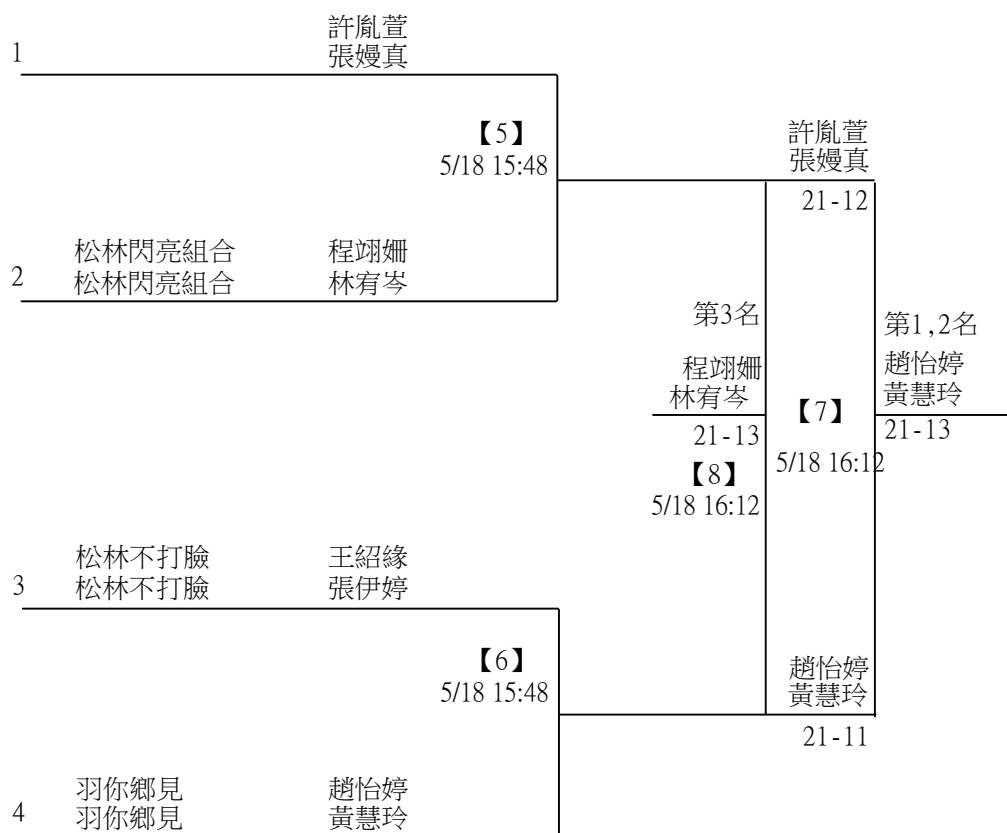 許胤萱
1 張嫚真
【5】
5/18 15:48
許胤萱
張嫚真
21-12
松林閃亮組合 程翊姍
2 松林閃亮組合 林宥岑
第3名
第1,2名
程翊姍
林宥岑
21-13
【8】
5/18 16:12
【7】
5/18 16:12
趙怡婷
黃慧玲
21-13
松林不打臉 王紹緣
3 松林不打臉 張伊婷
【6】
5/18 15:48
趙怡婷
黃慧玲
21-11
羽你鄉見 趙怡婷
4 羽你鄉見 黃慧玲